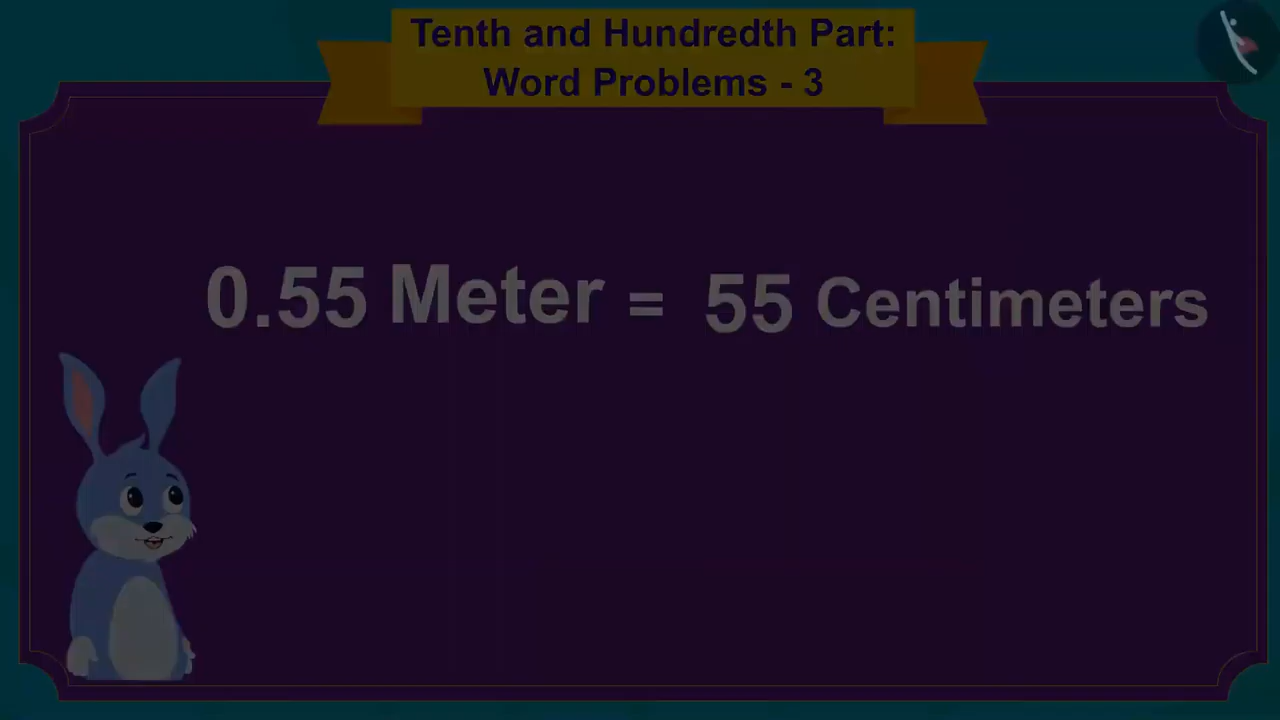 Tenth and Hundredth Part:
Word Problems - 3
0.55 Meter = 55 Centimeters